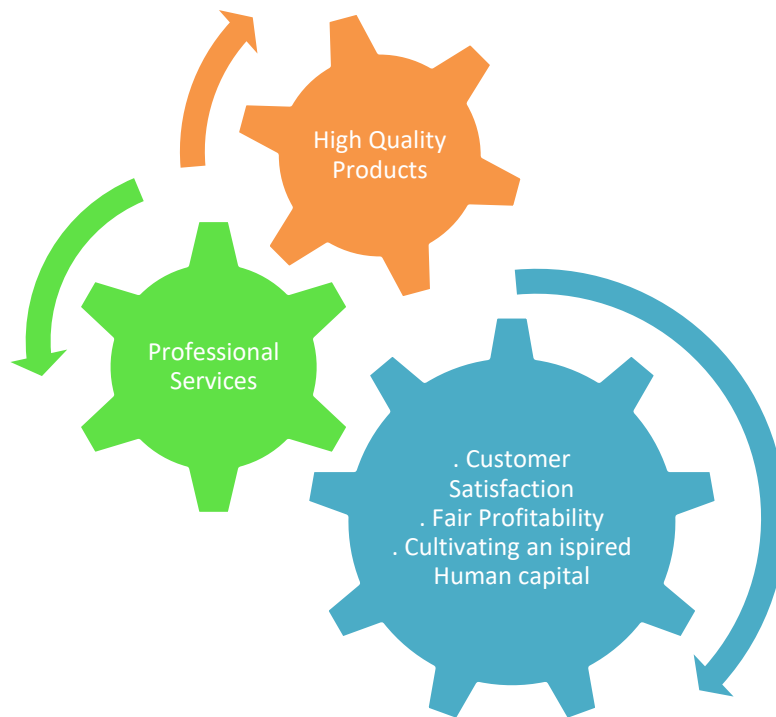 High Quality
Products
Professional
Services
. Customer
Satisfaction
. Fair Profitability
. Cultivating an ispired
Human capital